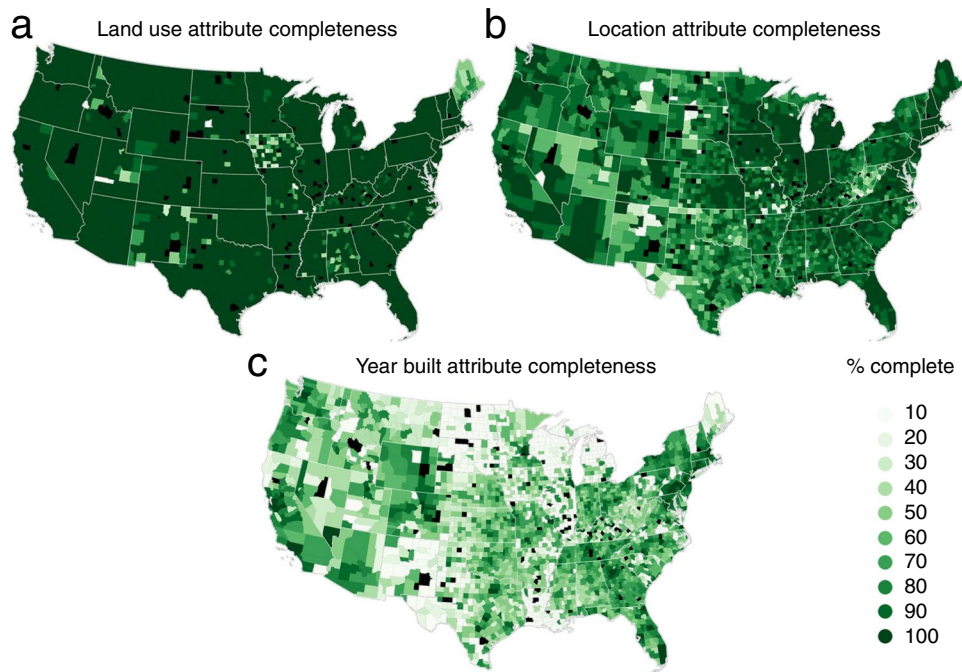 a Land use attribute completeness
b Location attribute completeness
c Year built attribute completeness
% complete
10
20
30
40
50
60
70
80
90
100